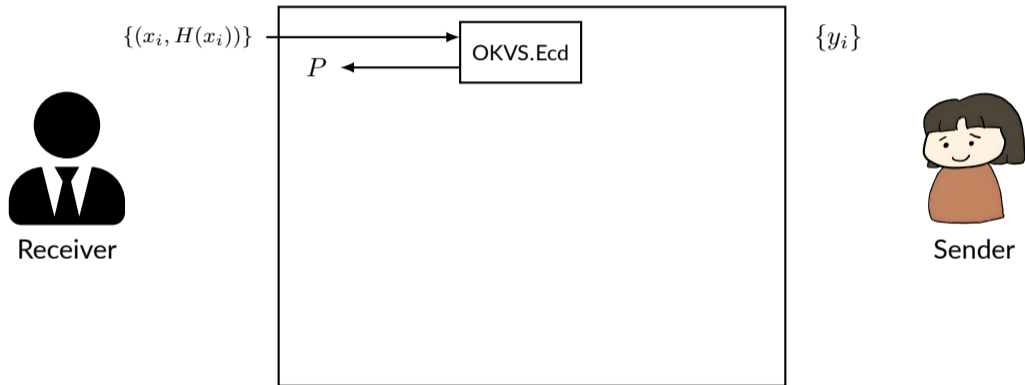 {(x_i, H(x_i))}
OKVS.Ecd
{y_i}
P
Receiver
Sender